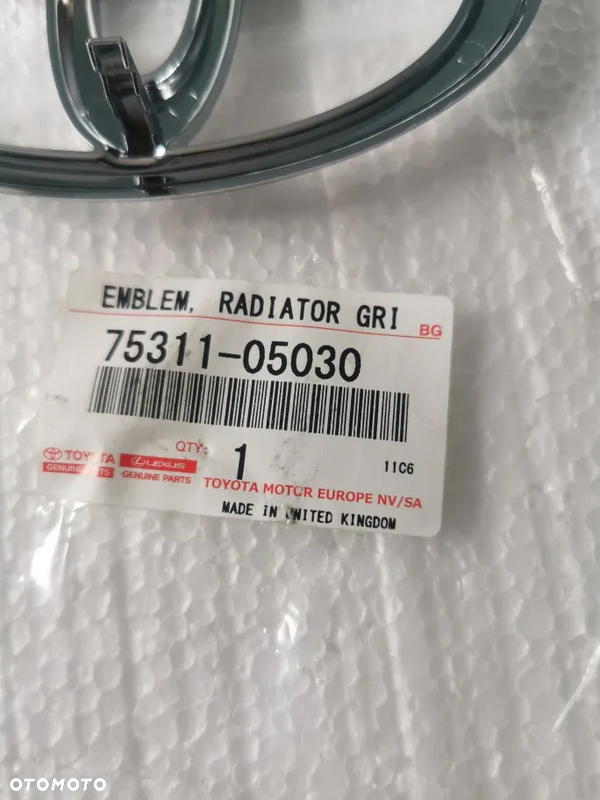 EMBLEM, RADIATOR GRI
BG
75311-05030
QTY. 1 11C6
TOYOTA LEXUS
GENUINE PARTS GENUINE PARTS
TOYOTA MOTOR EUROPE NV/SA
MADE IN UNITED KINGDOM
OTOMOTO